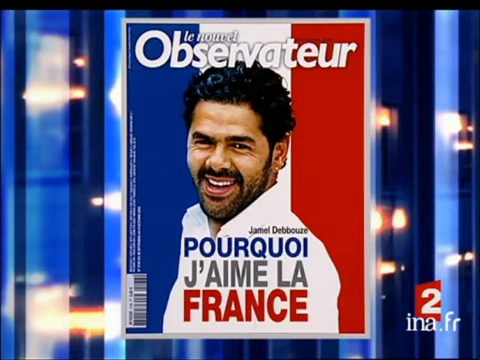 le nouvel
Observateur
Jamel Debbouze
POURQUOI
J'AIME LA
FRANCE
2
ina.fr